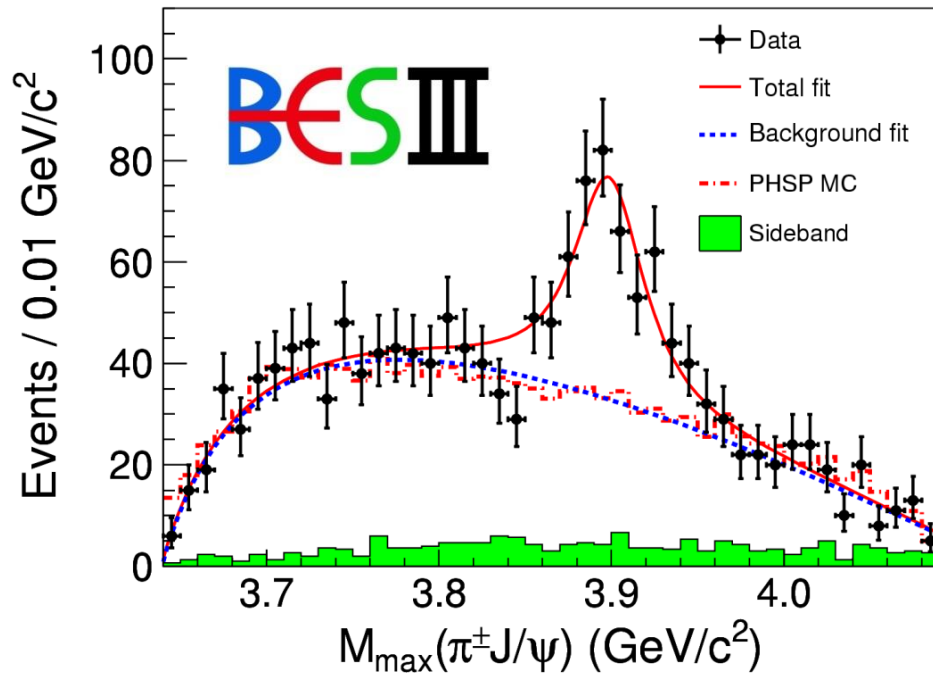 BESIII
Data
Total fit
Background fit
PHSP MC
Sideband
Events / 0.01 GeV/c²
100
80
60
40
20
0
3.7 3.8 3.9 4.0
M_max(π±J/ψ) (GeV/c²)